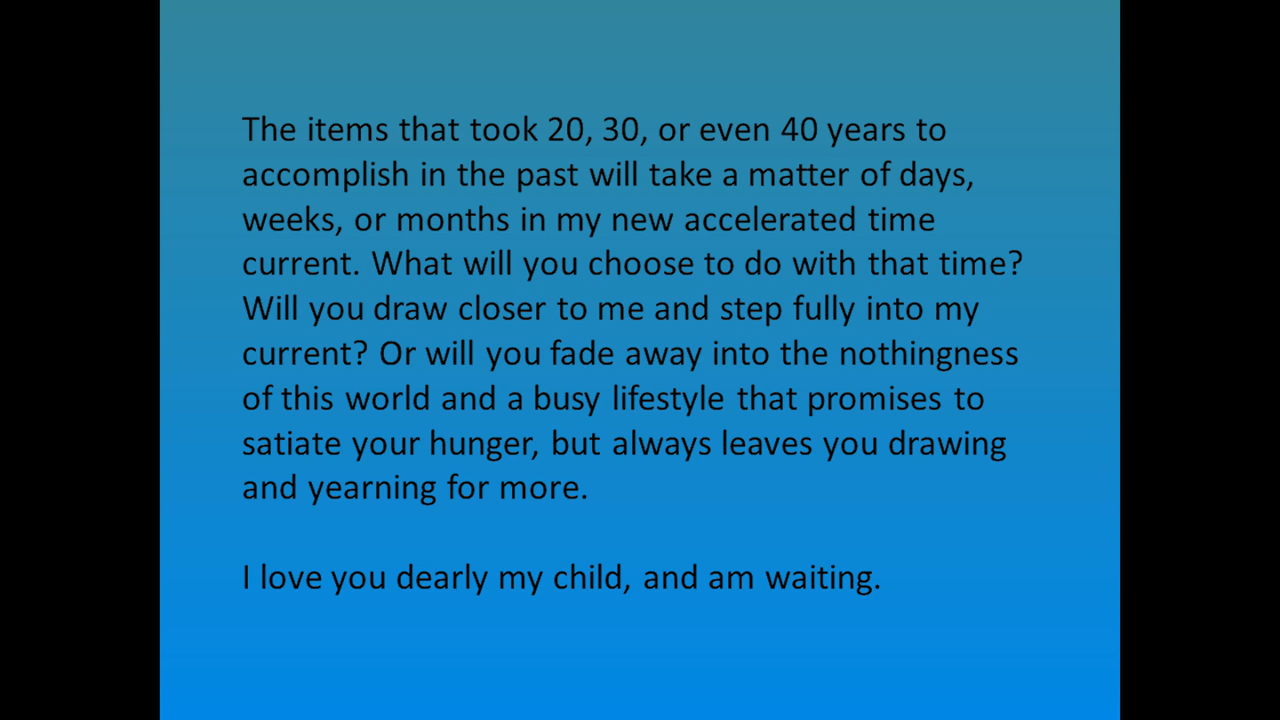 The items that took 20, 30, or even 40 years to
accomplish in the past will take a matter of days,
weeks, or months in my new accelerated time
current. What will you choose to do with that time?
Will you draw closer to me and step fully into my
current? Or will you fade away into the nothingness
of this world and a busy lifestyle that promises to
satiate your hunger, but always leaves you drawing
and yearning for more.
I love you dearly my child, and am waiting.